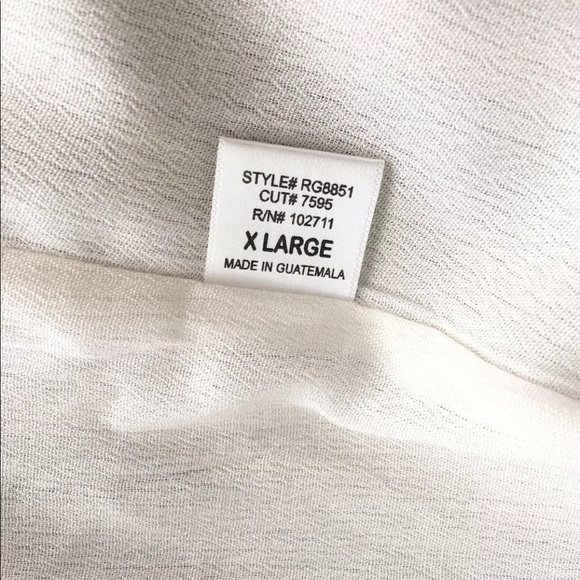 STYLE# RG8851
CUT# 7595
R/N# 102711
X LARGE
MADE IN GUATEMALA